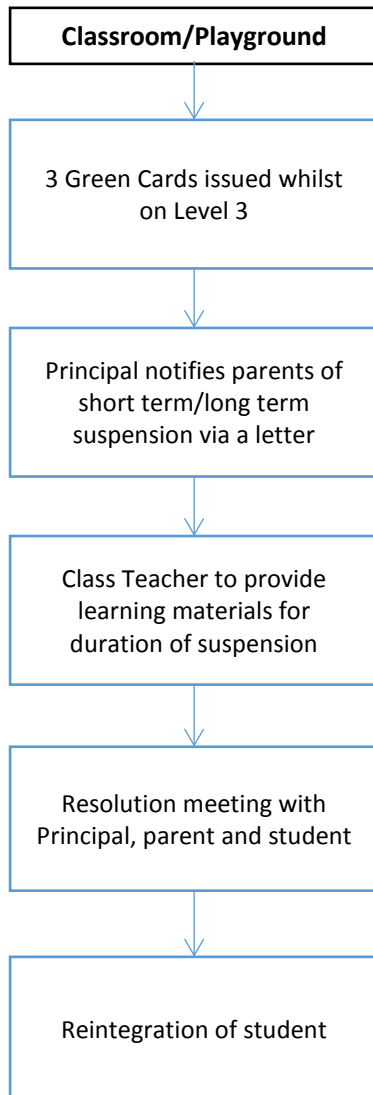 Classroom/Playground
3 Green Cards issued whilst
on Level 3
Principal notifies parents of
short term/long term
suspension via a letter
Class Teacher to provide
learning materials for
duration of suspension
Resolution meeting with
Principal, parent and student
Reintegration of student